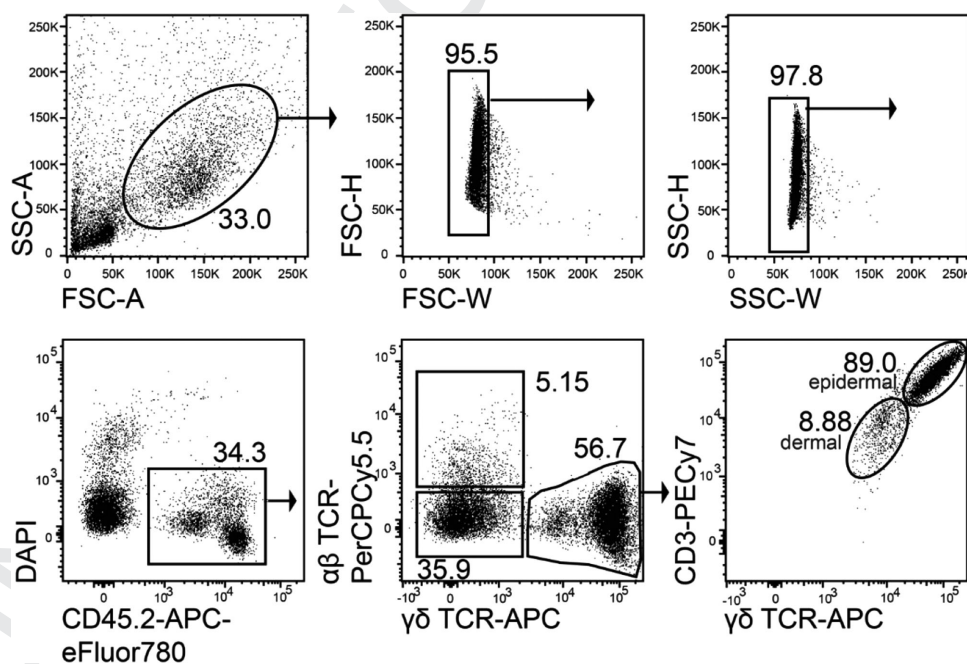 250K
200K
150K
100K
50K
0
SSC-A
33.0
0 50K 100K 150K 200K 250K
FSC-A
95.5
250K
200K
150K
100K
50K
0
FSC-H
0 50K 100K 150K 200K 250K
FSC-W
97.8
250K
200K
150K
100K
50K
0
SSC-H
0 50K 100K 150K 200K 250K
SSC-W
10^5
10^4
10^3
0
DAPI
34.3
0 10^3 10^4 10^5
CD45.2-APC-
eFluor780
10^5
10^4
10^3
0
αβ TCR-
PerCPCy5.5
5.15
56.7
35.9
-10^3 0 10^3 10^4 10^5
γδ TCR-APC
10^5
10^4
10^3
0
CD3-PECy7
89.0
epidermal
8.88
dermal
-10^3 0 10^3 10^4 10^5
γδ TCR-APC